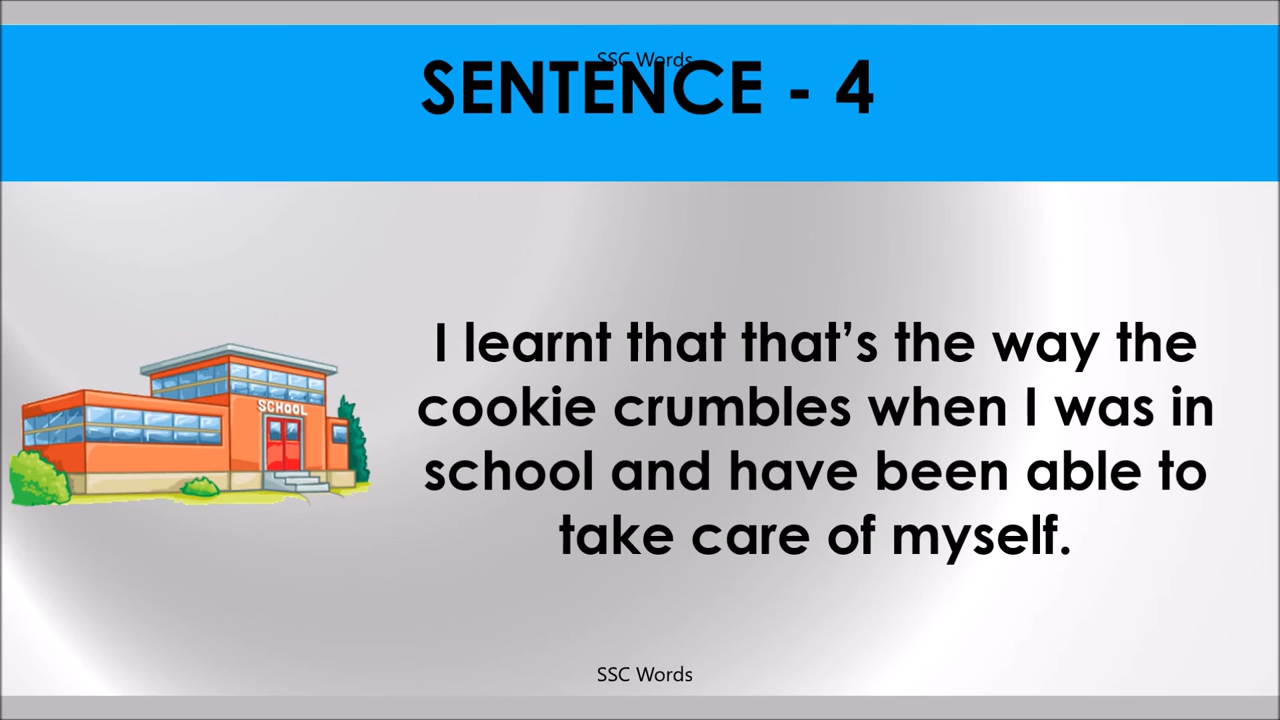 SSC Words
SENTENCE - 4
SCHOOL
I learnt that that’s the way the
cookie crumbles when I was in
school and have been able to
take care of myself.
SSC Words